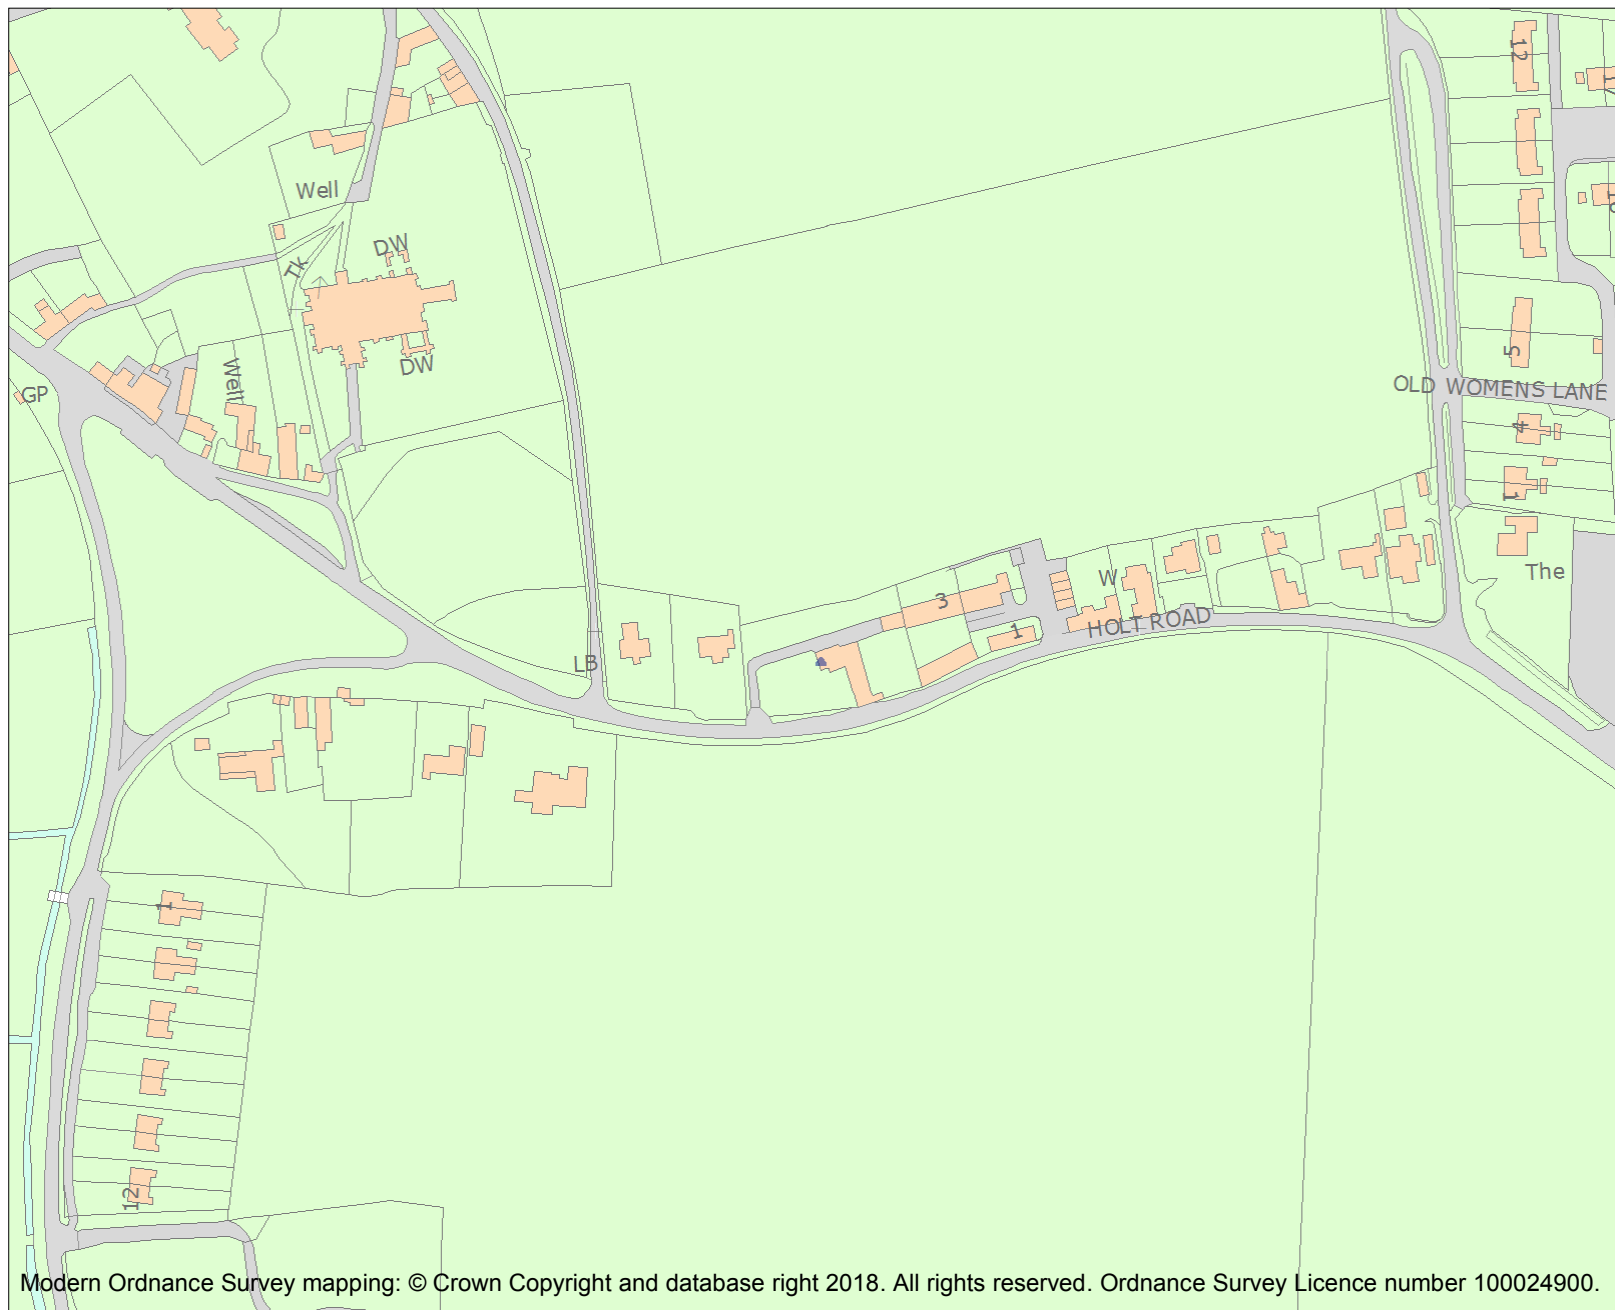 12
17
Well
DW
Tk
DW
Well
GP
5
OLD WOMENS LANE
4
1
The
W
3
1
HOLT ROAD
LB
1
12
Modern Ordnance Survey mapping: © Crown Copyright and database right 2018. All rights reserved. Ordnance Survey Licence number 100024900.